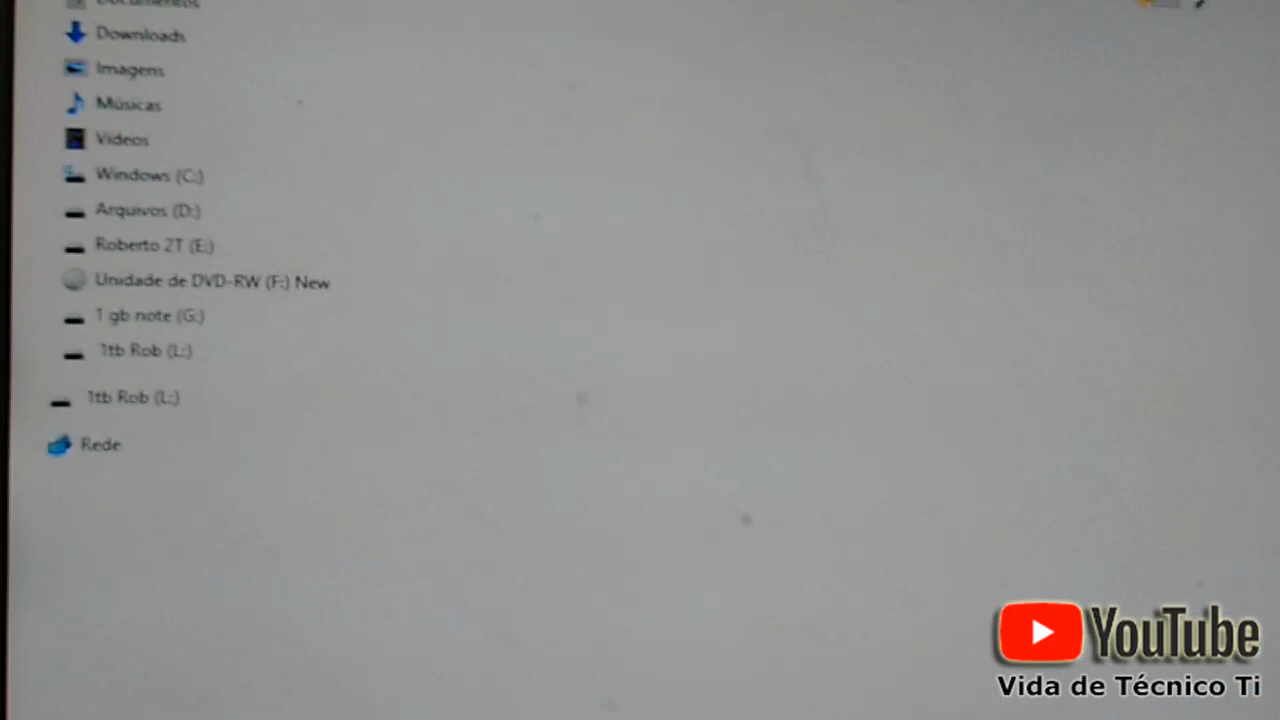 Documentos
Downloads
Imagens
Músicas
Vídeos
Windows (C:)
Arquivos (D:)
Roberto 2T (E:)
Unidade de DVD-RW (F:) New
1 gb note (G:)
1tb Rob (L:)
1tb Rob (L:)
Rede
YouTube
Vida de Técnico Ti